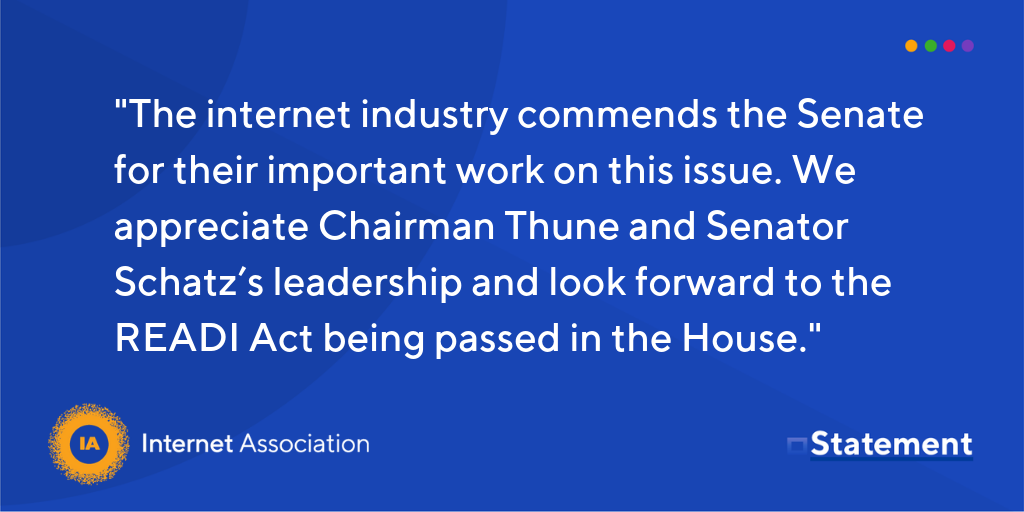 "The internet industry commends the Senate
for their important work on this issue. We
appreciate Chairman Thune and Senator
Schatz’s leadership and look forward to the
READI Act being passed in the House."
IA
Internet Association
Statement